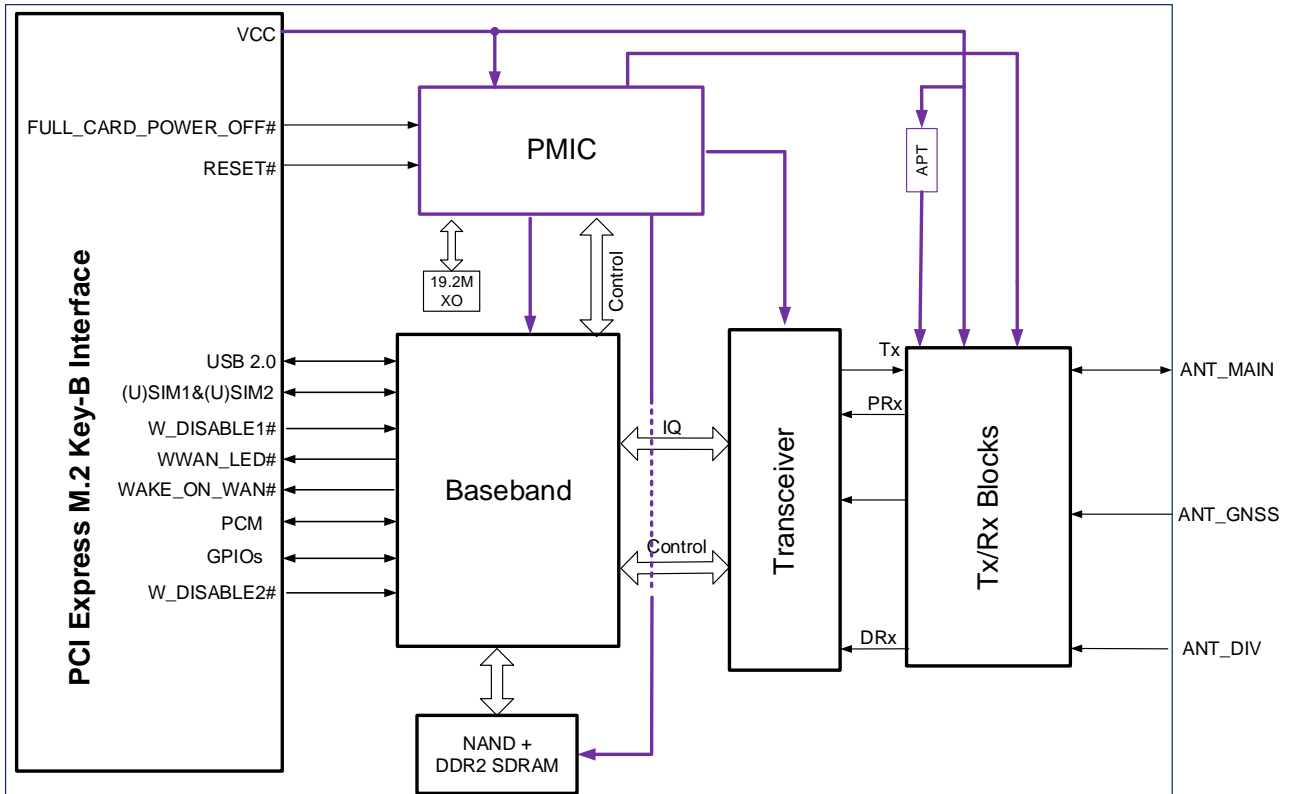 VCC
FULL_CARD_POWER_OFF#
RESET#
PCI Express M.2 Key-B Interface
USB 2.0
(U)SIM1&(U)SIM2
W_DISABLE1#
WWAN_LED#
WAKE_ON_WAN#
PCM
GPIOs
W_DISABLE2#
PMIC
19.2M
XO
Control
APT
Baseband
IQ
Control
NAND +
DDR2 SDRAM
Transceiver
Tx
PRx
DRx
Tx/Rx Blocks
ANT_MAIN
ANT_GNSS
ANT_DIV